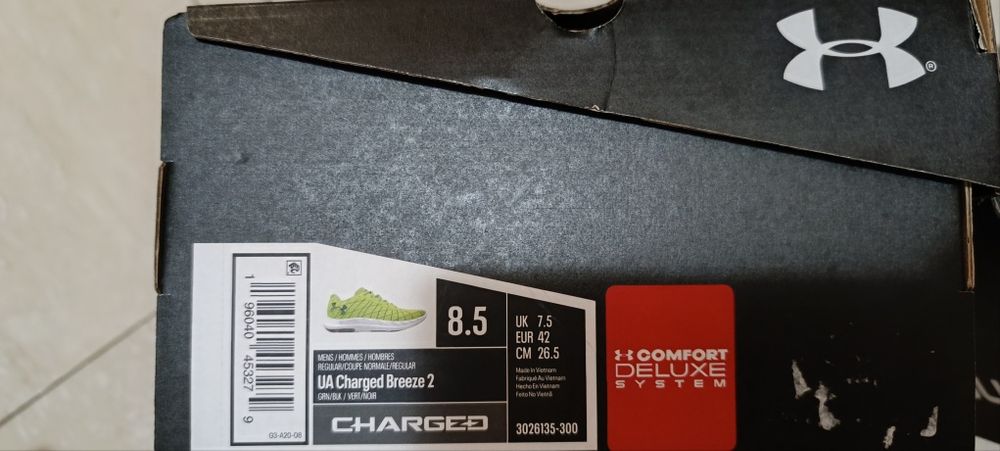 ®
1 96040 45327 9
G3-A20-08
MENS / HOMMES / HOMBRES
REGULAR/COUPE NORMALE/REGULAR
UA Charged Breeze 2
GRN/BLK / VERT/NOIR
CHARGED
8.5
UK 7.5
EUR 42
CM 26.5
Made In Vietnam
Fabriqué Au Vietnam
Hecho En Vietnam
Feito No Vietnã
3026135-300
COMFORT
DELUXE
SYSTEM